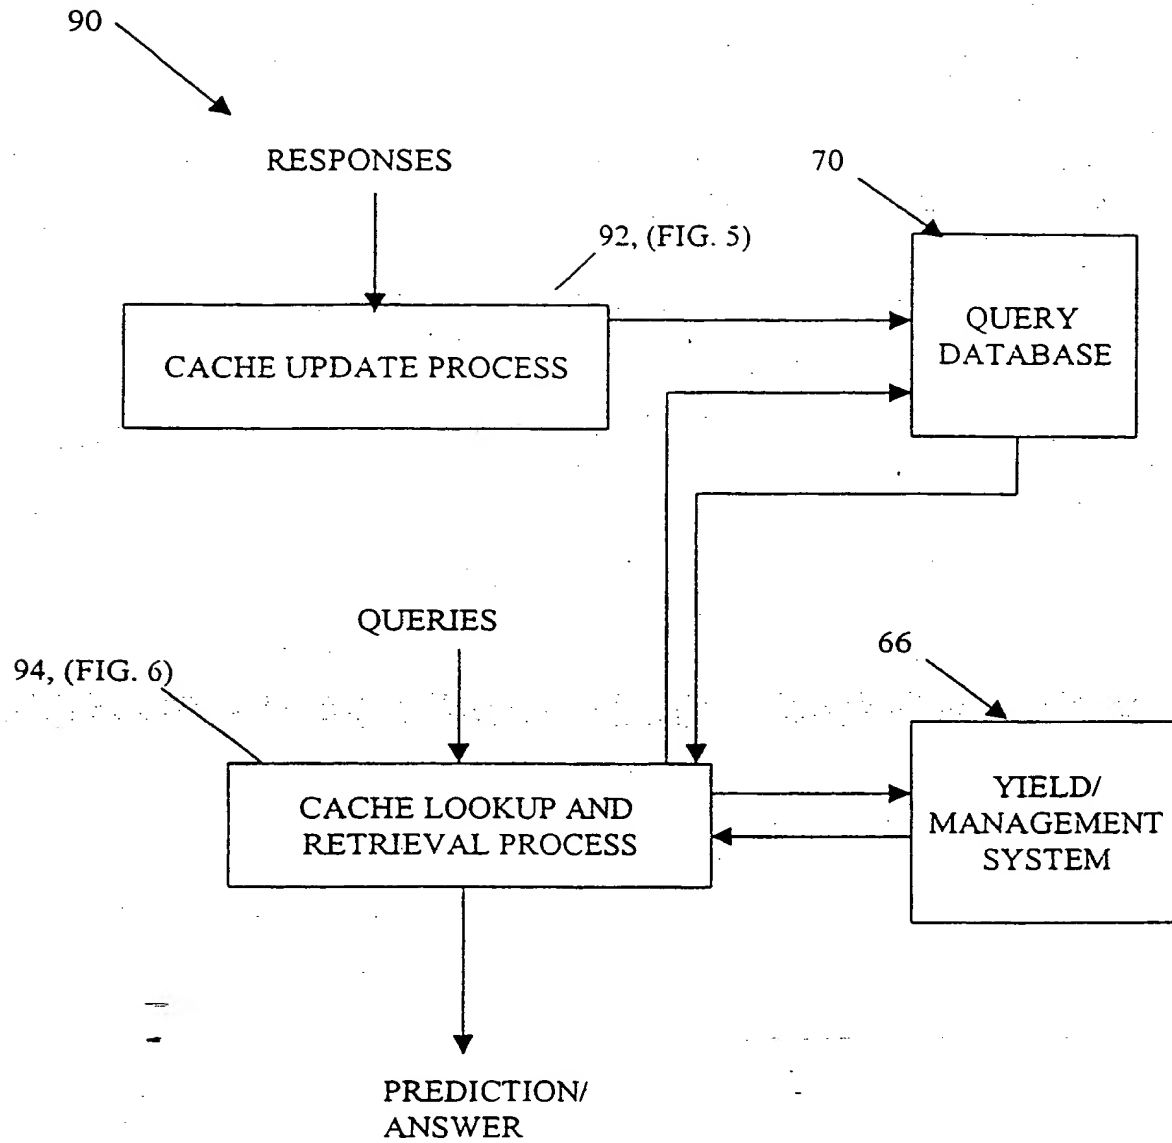 90
RESPONSES
70
92, (FIG. 5)
QUERY
DATABASE
CACHE UPDATE PROCESS
QUERIES
66
94, (FIG. 6)
YIELD/
MANAGEMENT
SYSTEM
CACHE LOOKUP AND
RETRIEVAL PROCESS
PREDICTION/
ANSWER